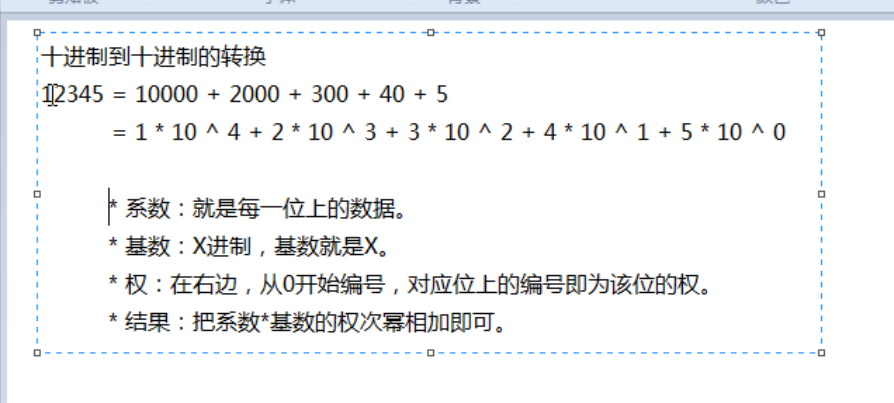 十进制到十进制的转换
12345 = 10000 + 2000 + 300 + 40 + 5
= 1 * 10 ^ 4 + 2 * 10 ^ 3 + 3 * 10 ^ 2 + 4 * 10 ^ 1 + 5 * 10 ^ 0
* 系数：就是每一位上的数据。
* 基数：X进制，基数就是X。
* 权：在右边，从0开始编号，对应位上的编号即为该位的权。
* 结果：把系数*基数的权次幂相加即可。